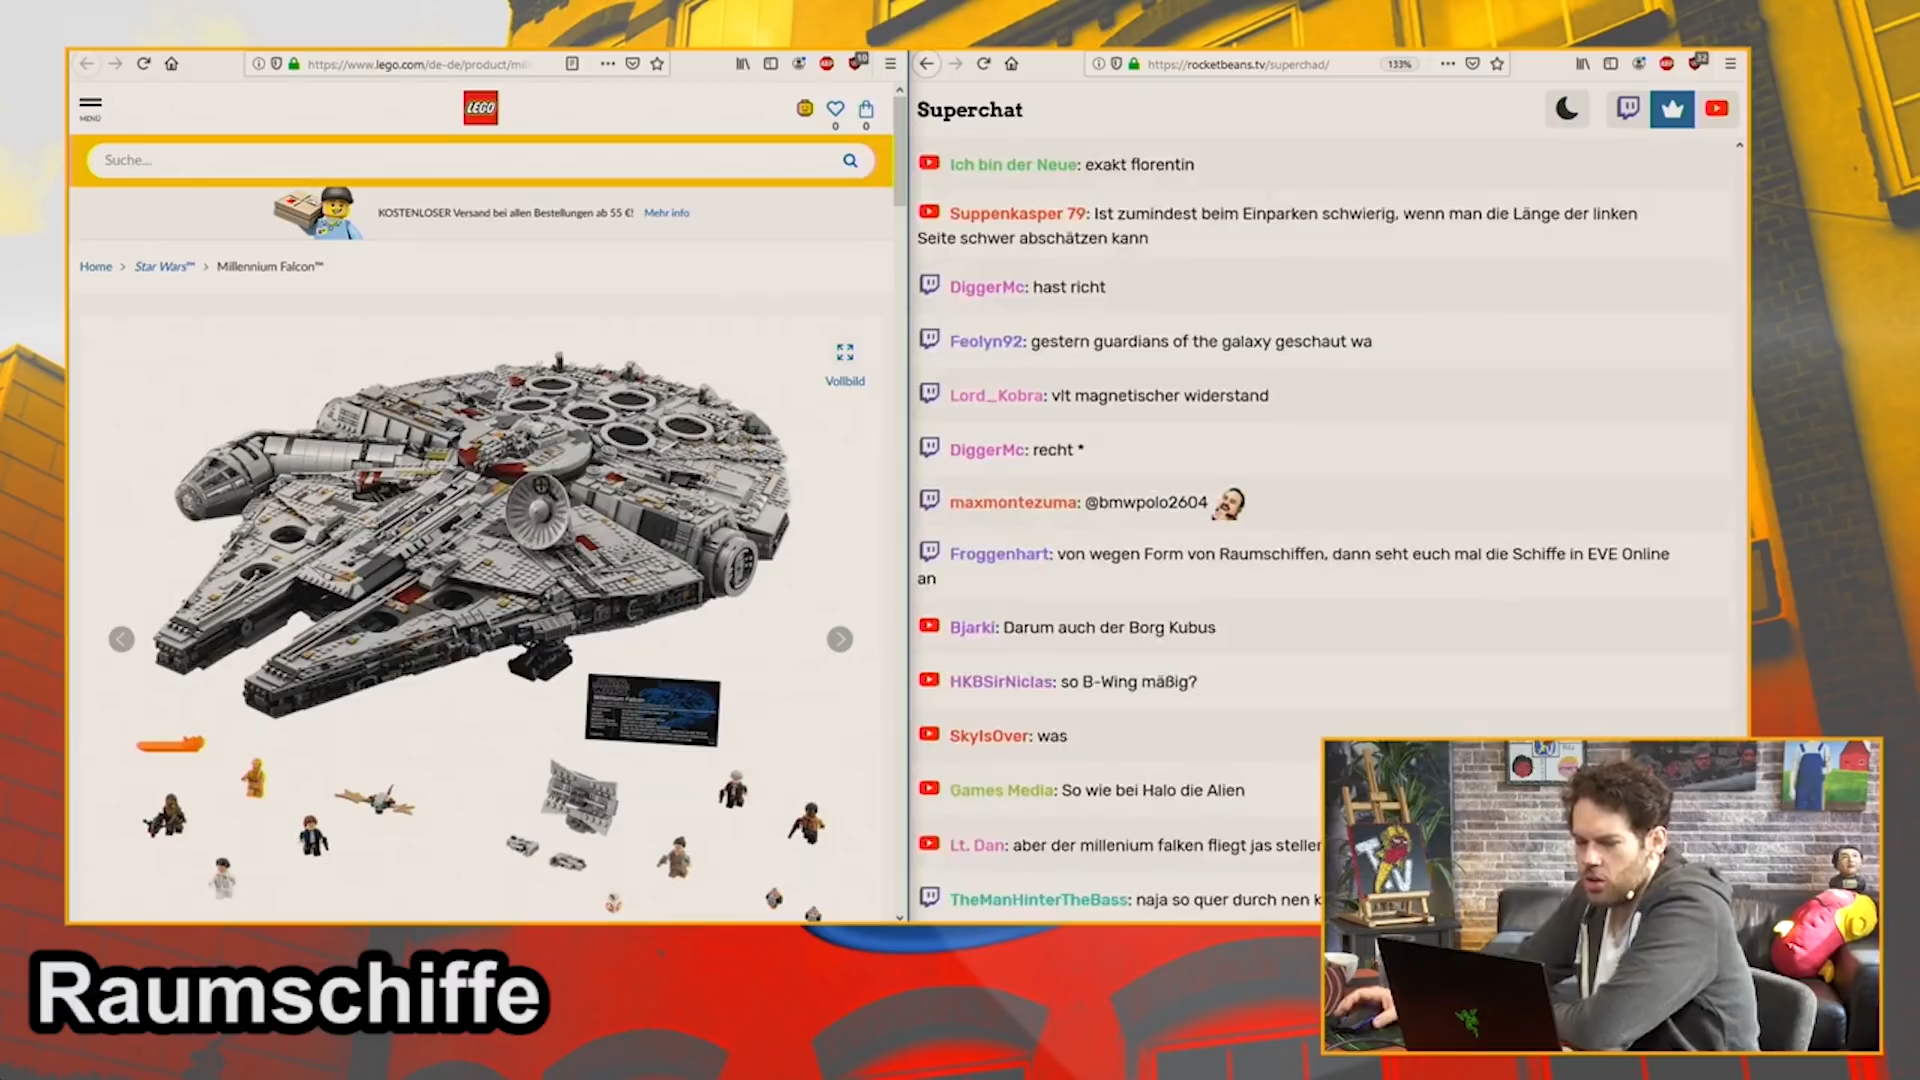 https://www.lego.com/de-de/product/mil
10
MENÜ
LEGO
0
0
Suche...
KOSTENLOSER Versand bei allen Bestellungen ab 55 €! Mehr info
Home > Star Wars™ > Millennium Falcon™
Vollbild
Millennium Falcon
https://rocketbeans.tv/superchad/
133%
Superchat
Ich bin der Neue: exakt florentin
Suppenkasper 79: Ist zumindest beim Einparken schwierig, wenn man die Länge der linken
Seite schwer abschätzen kann
DiggerMc: hast richt
Feolyn92: gestern guardians of the galaxy geschaut wa
Lord_Kobra: vlt magnetischer widerstand
DiggerMc: recht *
maxmontezuma: @bmwpolo2604
Froggenhart: von wegen Form von Raumschiffen, dann seht euch mal die Schiffe in EVE Online
an
Bjarki: Darum auch der Borg Kubus
HKBSirNiclas: so B-Wing mäßig?
SkyIsOver: was
Games Media: So wie bei Halo die Alien
Lt. Dan: aber der millenium falken fliegt jas steller
TheManHinterTheBass: naja so quer durch nen k
Raumschiffe